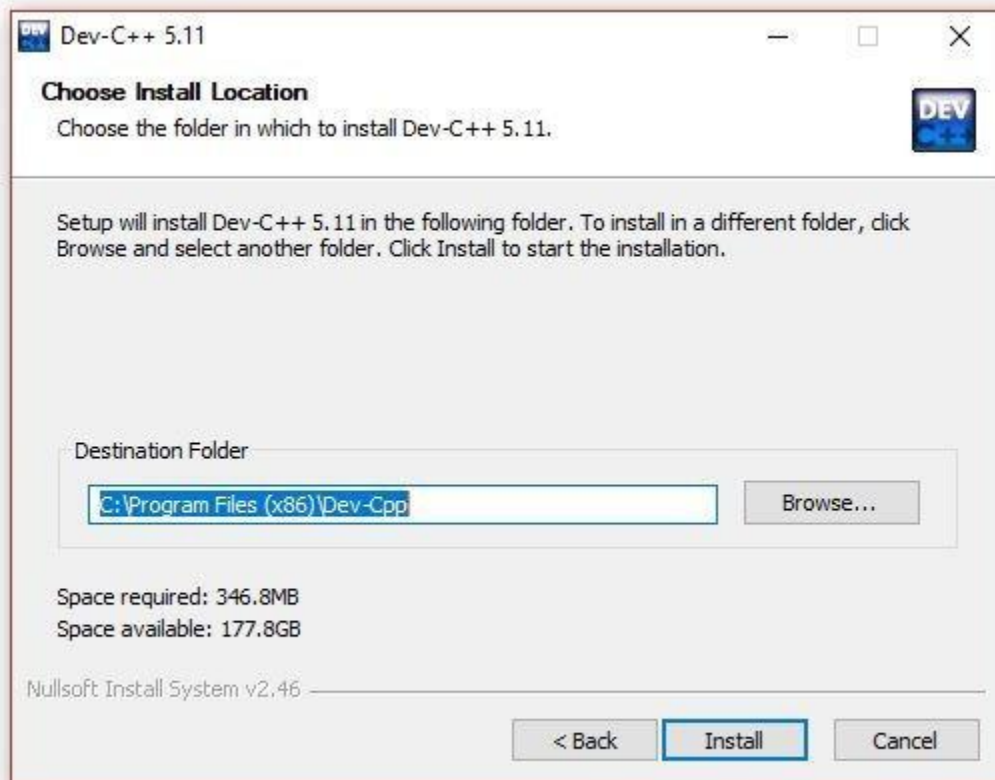 DEV C++
Dev-C++ 5.11
Choose Install Location
Choose the folder in which to install Dev-C++ 5.11.
DEV
C++
Setup will install Dev-C++ 5.11 in the following folder. To install in a different folder, click
Browse and select another folder. Click Install to start the installation.
Destination Folder
C:\Program Files (x86)\Dev-Cpp
Browse...
Space required: 346.8MB
Space available: 177.8GB
Nullsoft Install System v2.46
< Back
Install
Cancel